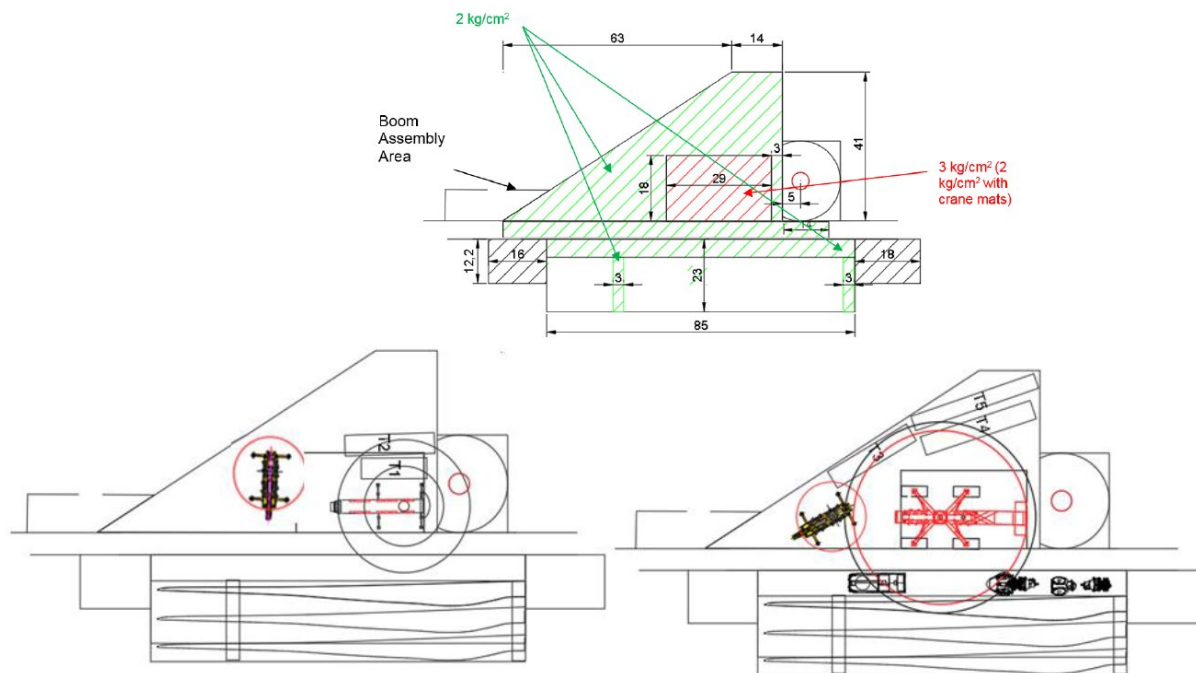 2 kg/cm²
63
14
Boom
Assembly
Area
3
41
18
29
5
3 kg/cm² (2
kg/cm² with
crane mats)
14
16
12,2
3
23
3
18
85
T2
T1
T5
T4
T3